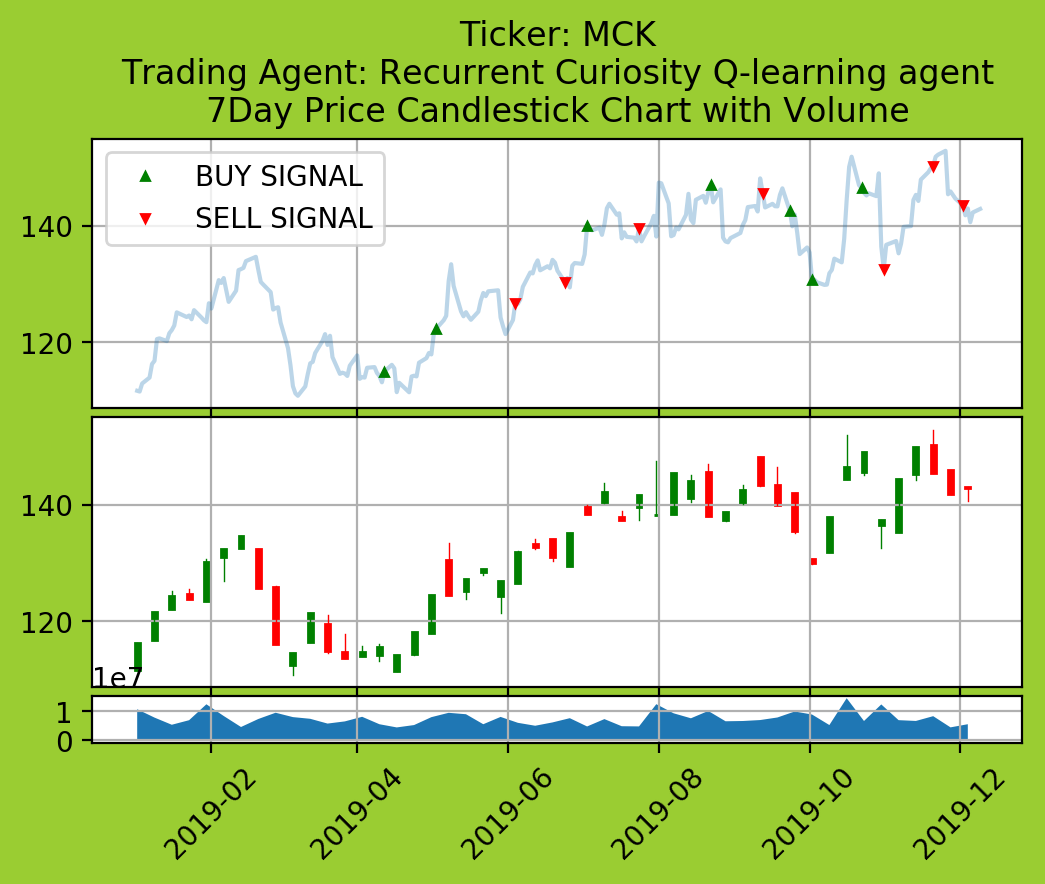 Ticker: MCK
Trading Agent: Recurrent Curiosity Q-learning agent
7Day Price Candlestick Chart with Volume
BUY SIGNAL
SELL SIGNAL
140
120
140
120
1e7
1
0
2019-02
2019-04
2019-06
2019-08
2019-10
2019-12